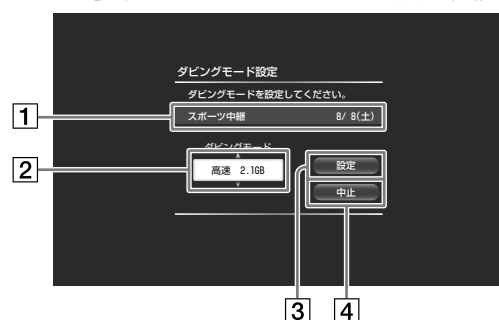 ダビングモード設定
ダビングモードを設定してください。
1
スポーツ中継 8/ 8(土)
ダビングモード
2
高速 2.1GB
設定
中止
3 4